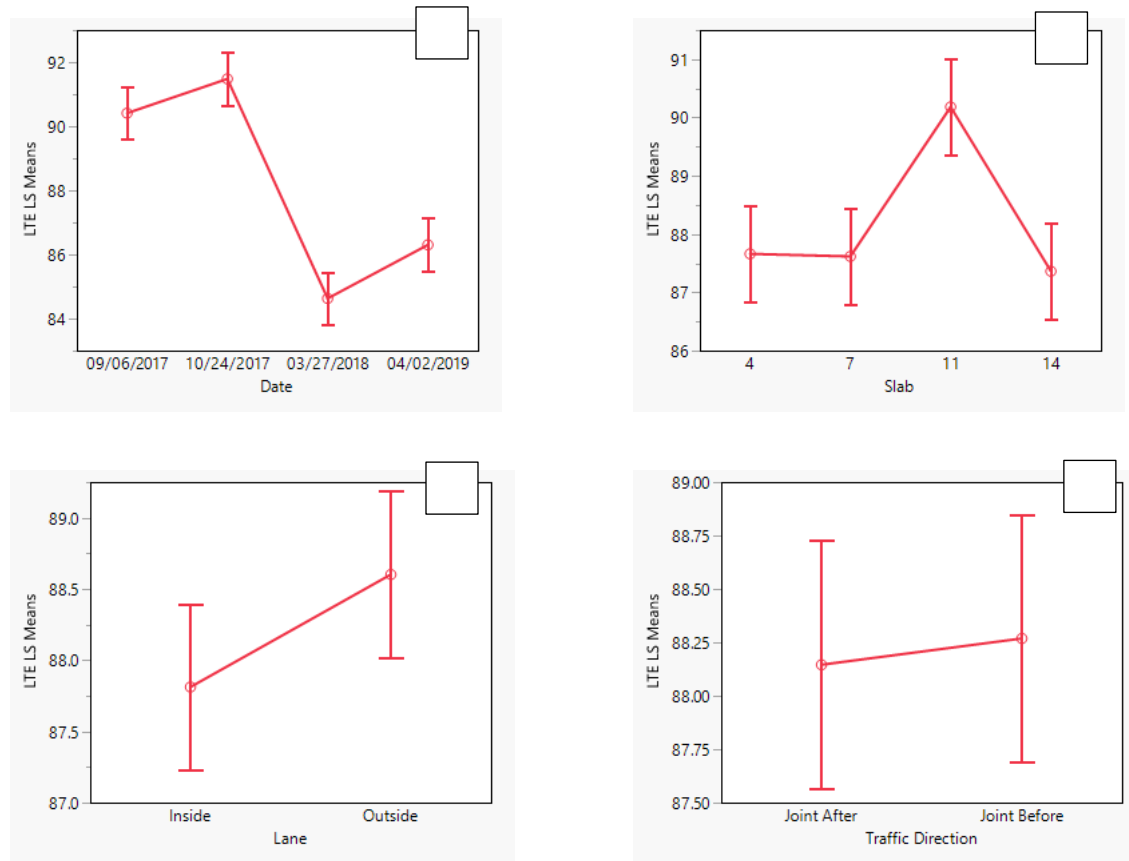 92
90
88
86
84
LTE LS Means
09/06/2017 10/24/2017 03/27/2018 04/02/2019
Date
91
90
89
88
87
86
LTE LS Means
4 7 11 14
Slab
89.0
88.5
88.0
87.5
87.0
LTE LS Means
Inside Outside
Lane
89.00
88.75
88.50
88.25
88.00
87.75
87.50
LTE LS Means
Joint After Joint Before
Traffic Direction